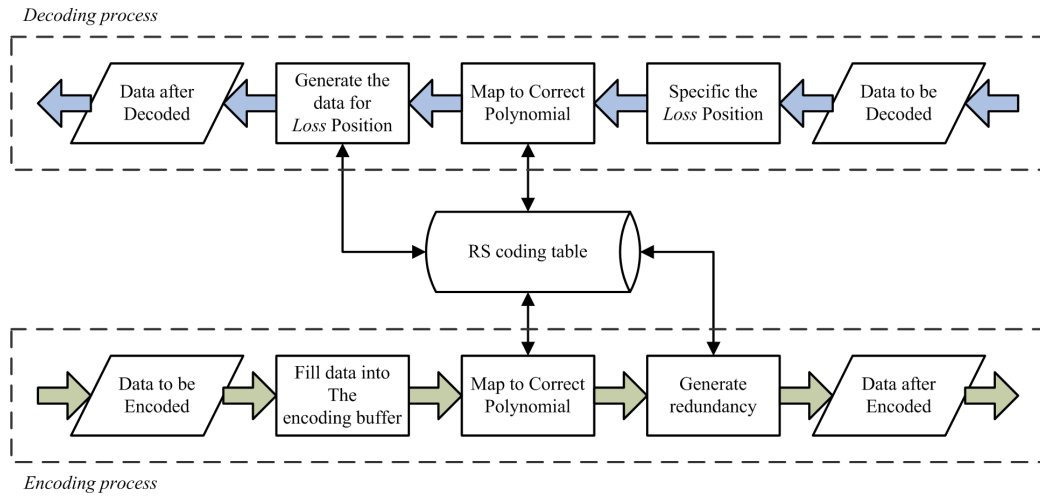 Decoding process
Data after
Decoded
Generate the
data for
Loss Position
Map to Correct
Polynomial
Specific the
Loss Position
Data to be
Decoded
RS coding table
Data to be
Encoded
Fill data into
The
encoding buffer
Map to Correct
Polynomial
Generate
redundancy
Data after
Encoded
Encoding process